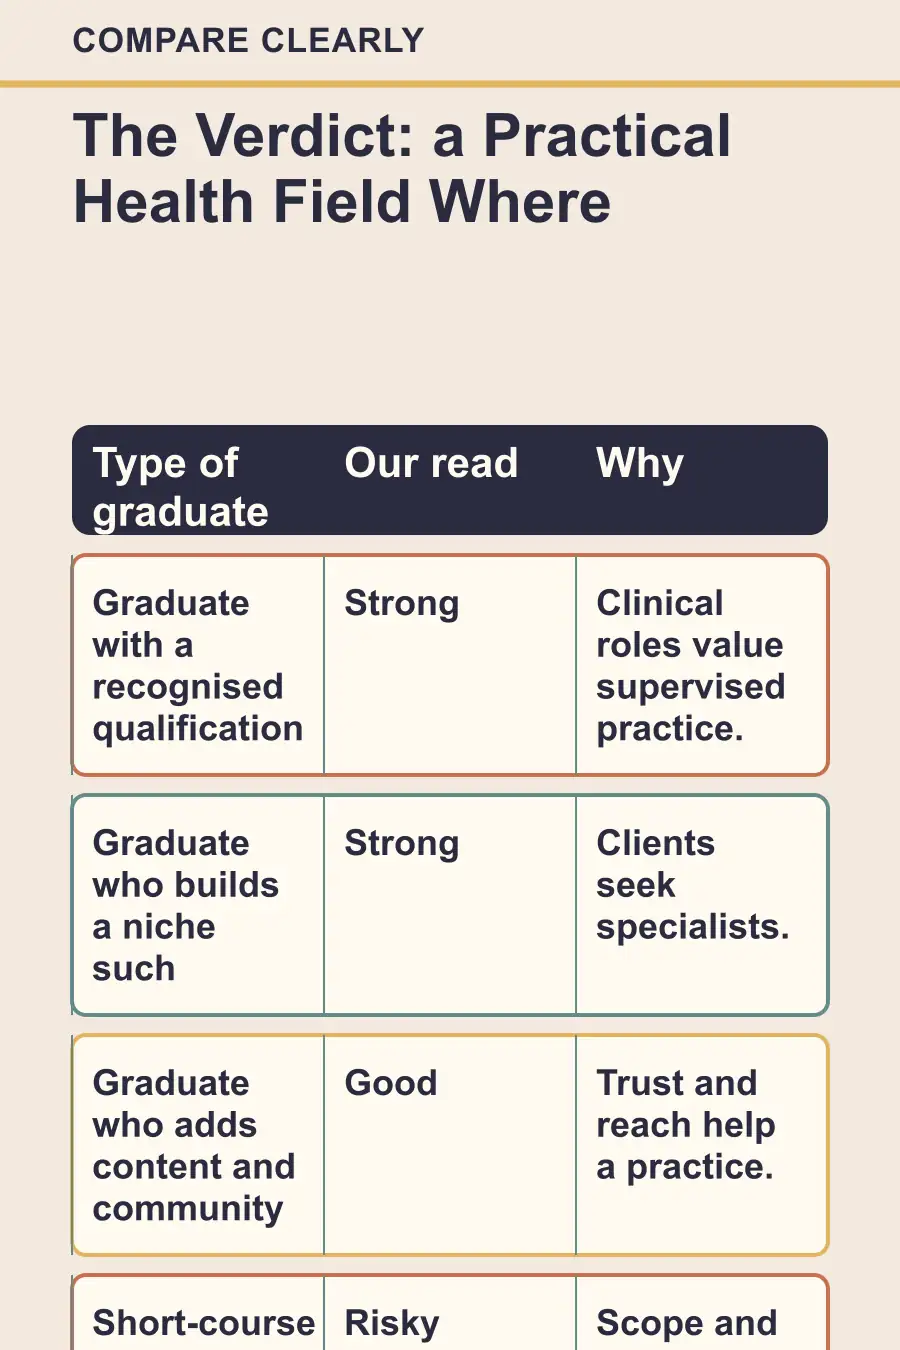 COMPARE CLEARLY
The Verdict: a Practical
Health Field Where
Type of
graduate
Our read
Why
Graduate
with a
recognised
qualification
Strong
Clinical
roles value
supervised
practice.
Graduate
who builds
a niche
such
Strong
Clients
seek
specialists.
Graduate
who adds
content and
community
Good
Trust and
reach help
a practice.
Short-course
Risky
Scope and